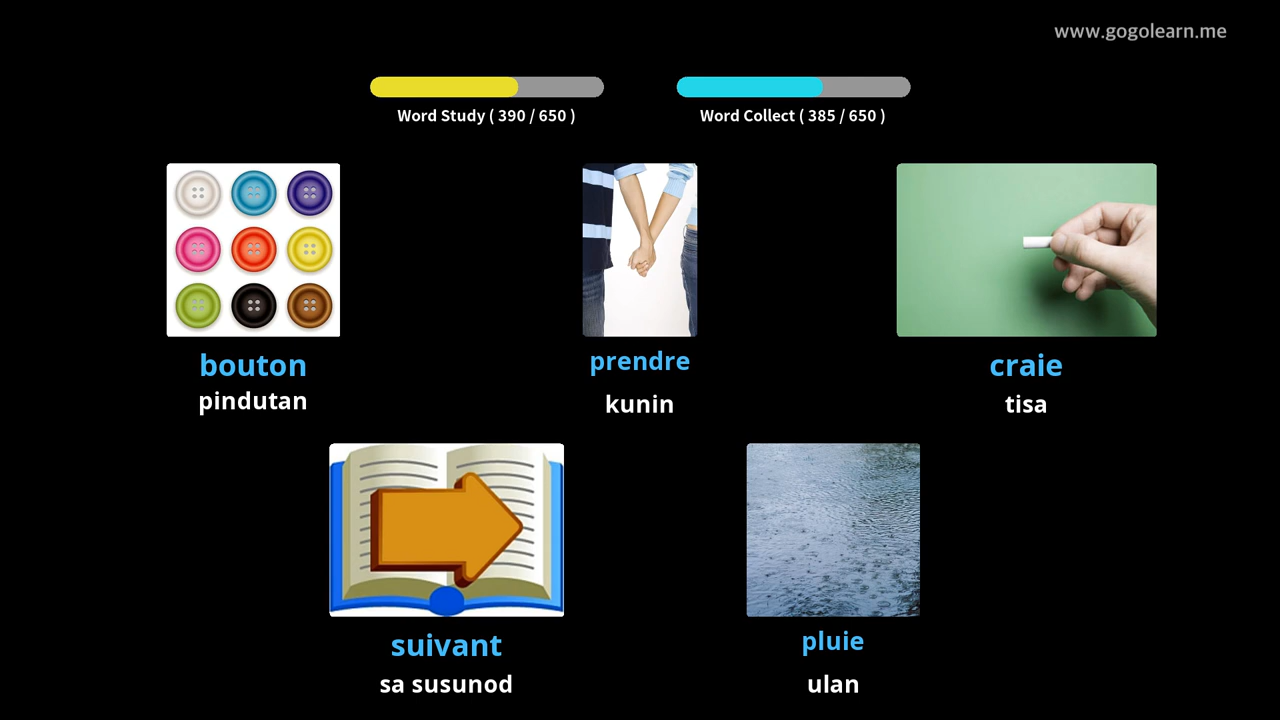 www.gogolearn.me
Word Study ( 390 / 650 )
Word Collect ( 385 / 650 )
bouton
pindutan
prendre
kunin
craie
tisa
suivant
sa susunod
pluie
ulan